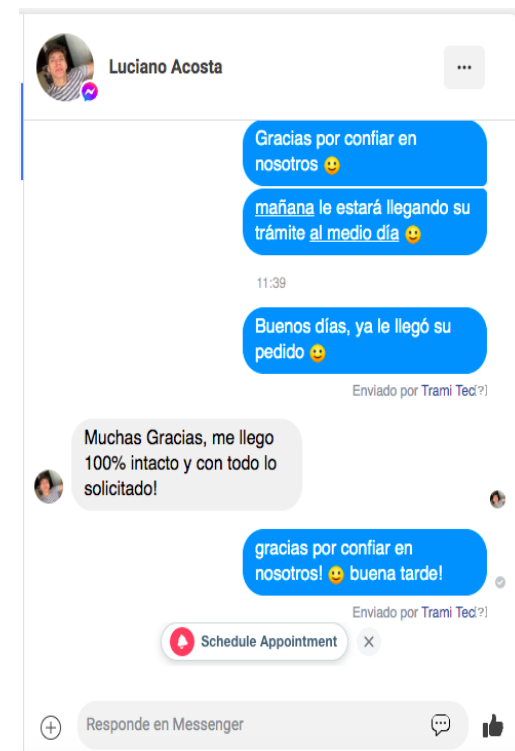 Luciano Acosta
Gracias por confiar en
nosotros 🙂
mañana le estará llegando su
trámite al medio día 🙂
11:39
Buenos días, ya le llegó su
pedido 🙂
Enviado por Trami Tec[?]
Muchas Gracias, me llego
100% intacto y con todo lo
solicitado!
gracias por confiar en
nosotros! 🙂 buena tarde!
Enviado por Trami Tec[?]
Schedule Appointment
Responde en Messenger